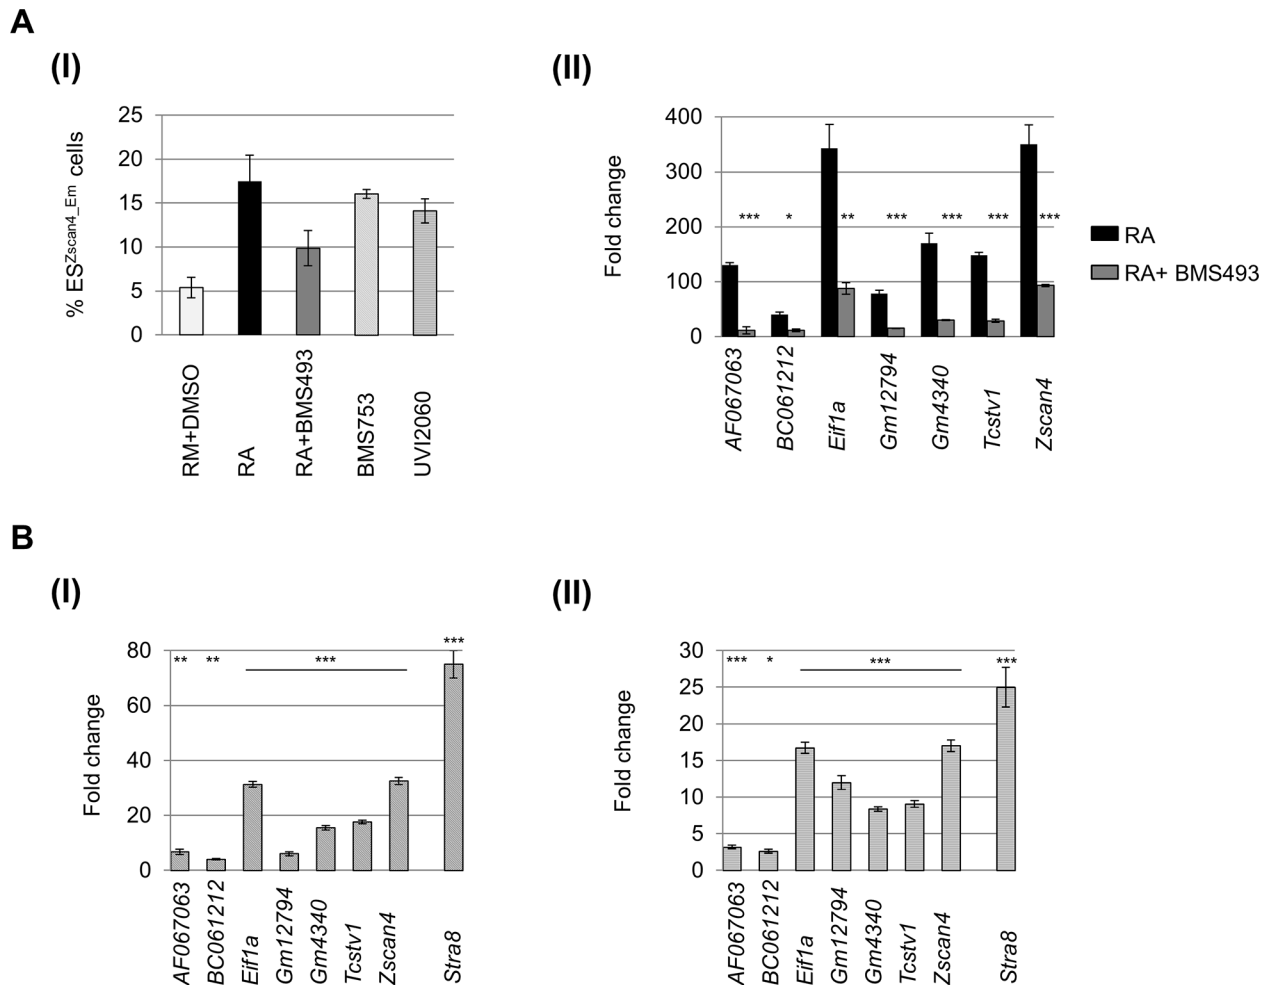 A
(I)
% ES^Zscan4_Em cells
25
20
15
10
5
0
RM+DMSO
RA
RA+BMS493
BMS753
UVI2060
(II)
Fold change
400
300
200
100
0
*** * ** *** *** *** ***
AF067063
BC061212
Eif1a
Gm12794
Gm4340
Tcstv1
Zscan4
RA
RA+ BMS493
B
(I)
Fold change
80
60
40
20
0
** ** *** ***
AF067063
BC061212
Eif1a
Gm12794
Gm4340
Tcstv1
Zscan4
Stra8
(II)
Fold change
30
25
20
15
10
5
0
*** * *** ***
AF067063
BC061212
Eif1a
Gm12794
Gm4340
Tcstv1
Zscan4
Stra8